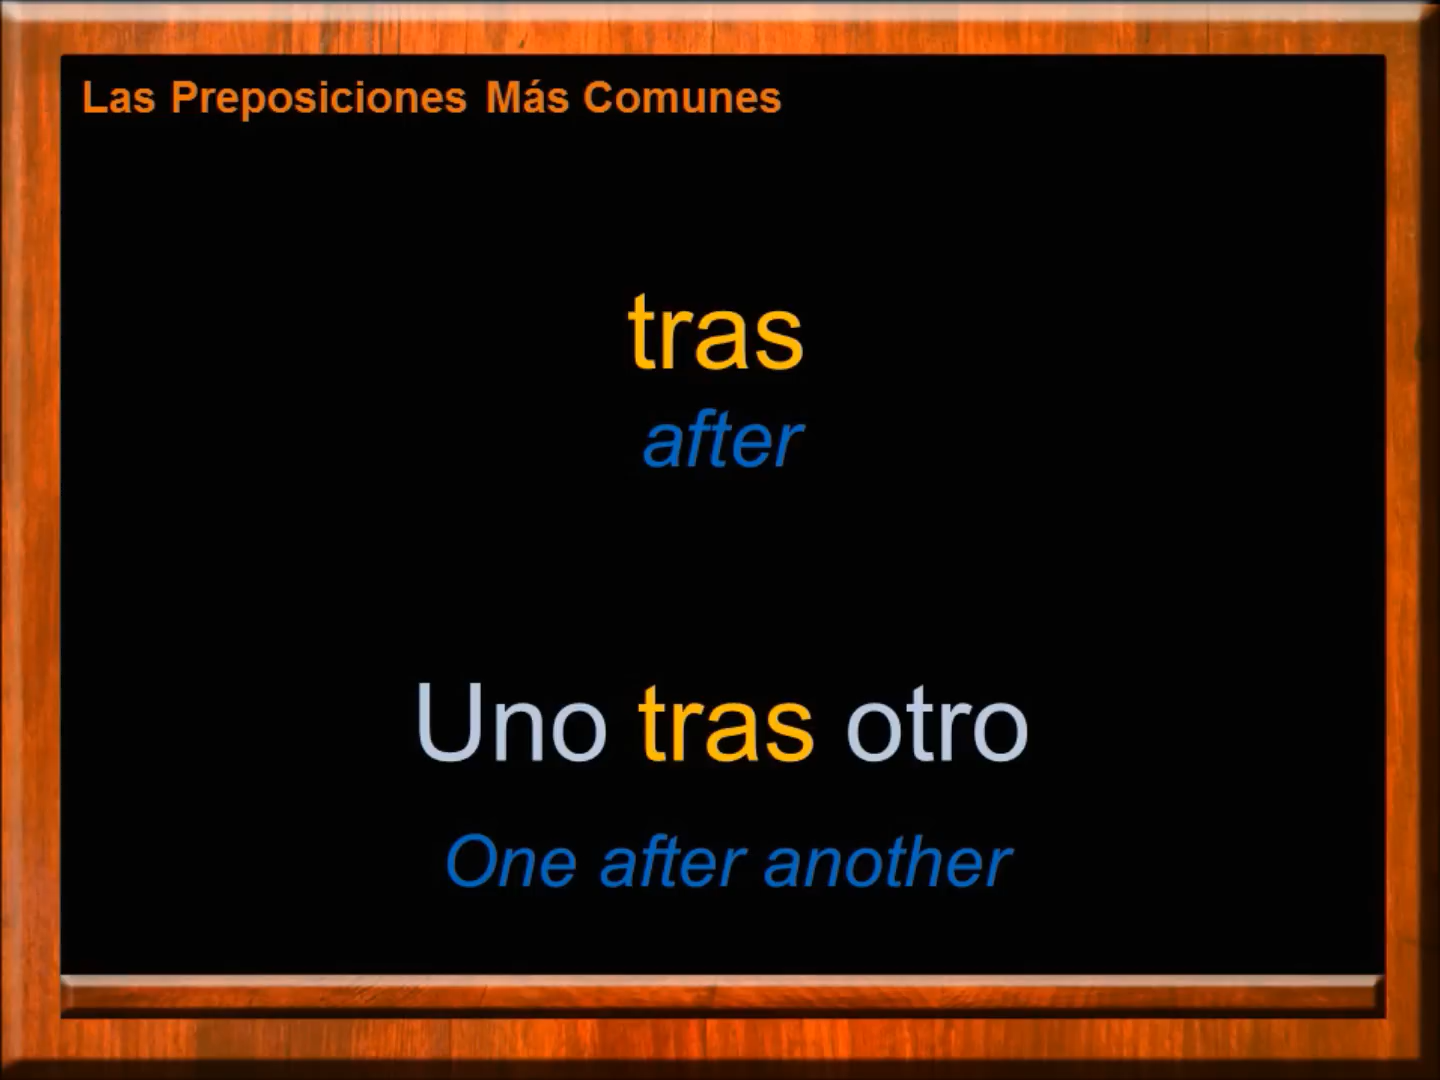 Las Preposiciones Más Comunes
tras
after
Uno tras otro
One after another